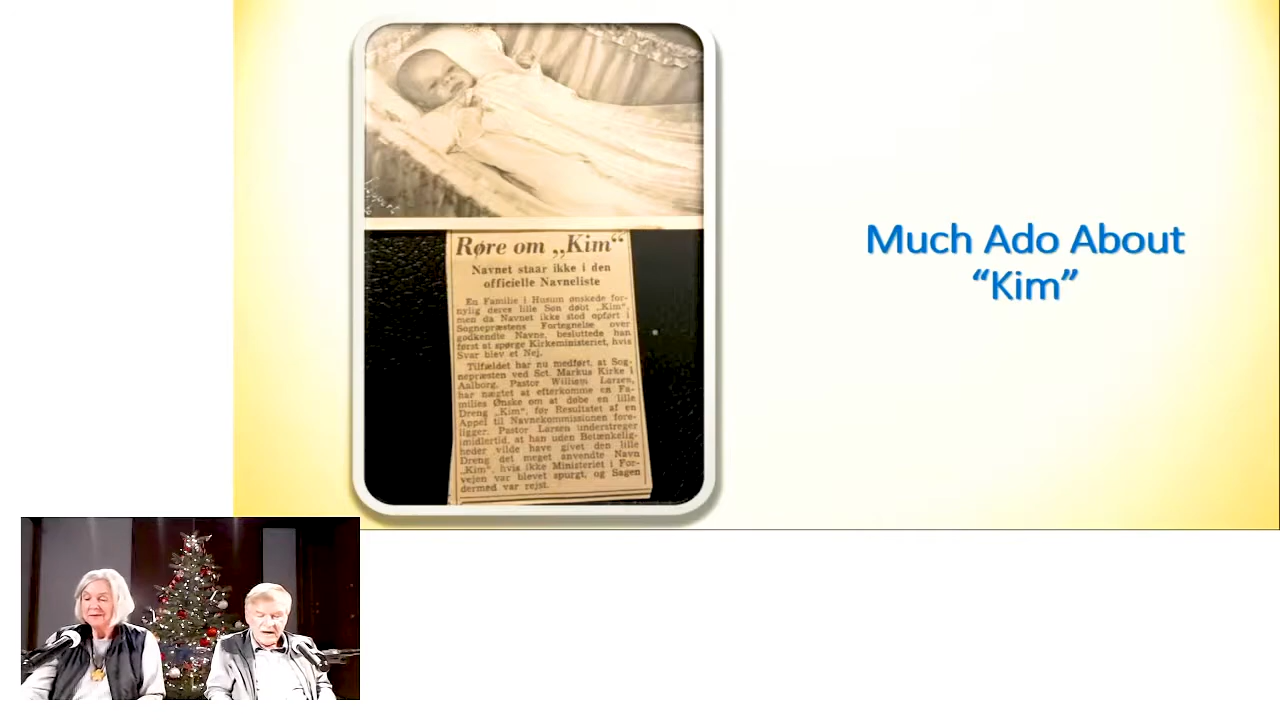 Røre om „Kim“
Navnet staar ikke i den
officielle Navneliste
En Familie i Husum ønskede for-
nylig deres lille Søn døbt „Kim“,
men da Navnet ikke stod opført i
Sognepræstens Fortegnelse over
godkendte Navne, besluttede han
først at spørge Kirkeministeriet, hvis
Svar blev et Nej.
Tilfældet har nu medført, at Sog-
nepræsten ved Sct. Markus Kirke i
Aalborg, Pastor William Larsen,
har nægtet at efterkomme en Fa-
milies Ønske om at døbe en lille
Dreng „Kim“, før Resultatet af en
Appel til Navnekommissionen fore-
ligger. Pastor Larsen understreger
imidlertid, at han uden Betænkelig-
heder vilde have givet den lille
Dreng det meget anvendte Navn
„Kim“, hvis ikke Ministeriet i For-
vejen var blevet spurgt, og Sagen
dermed var rejst.
Much Ado About
“Kim”